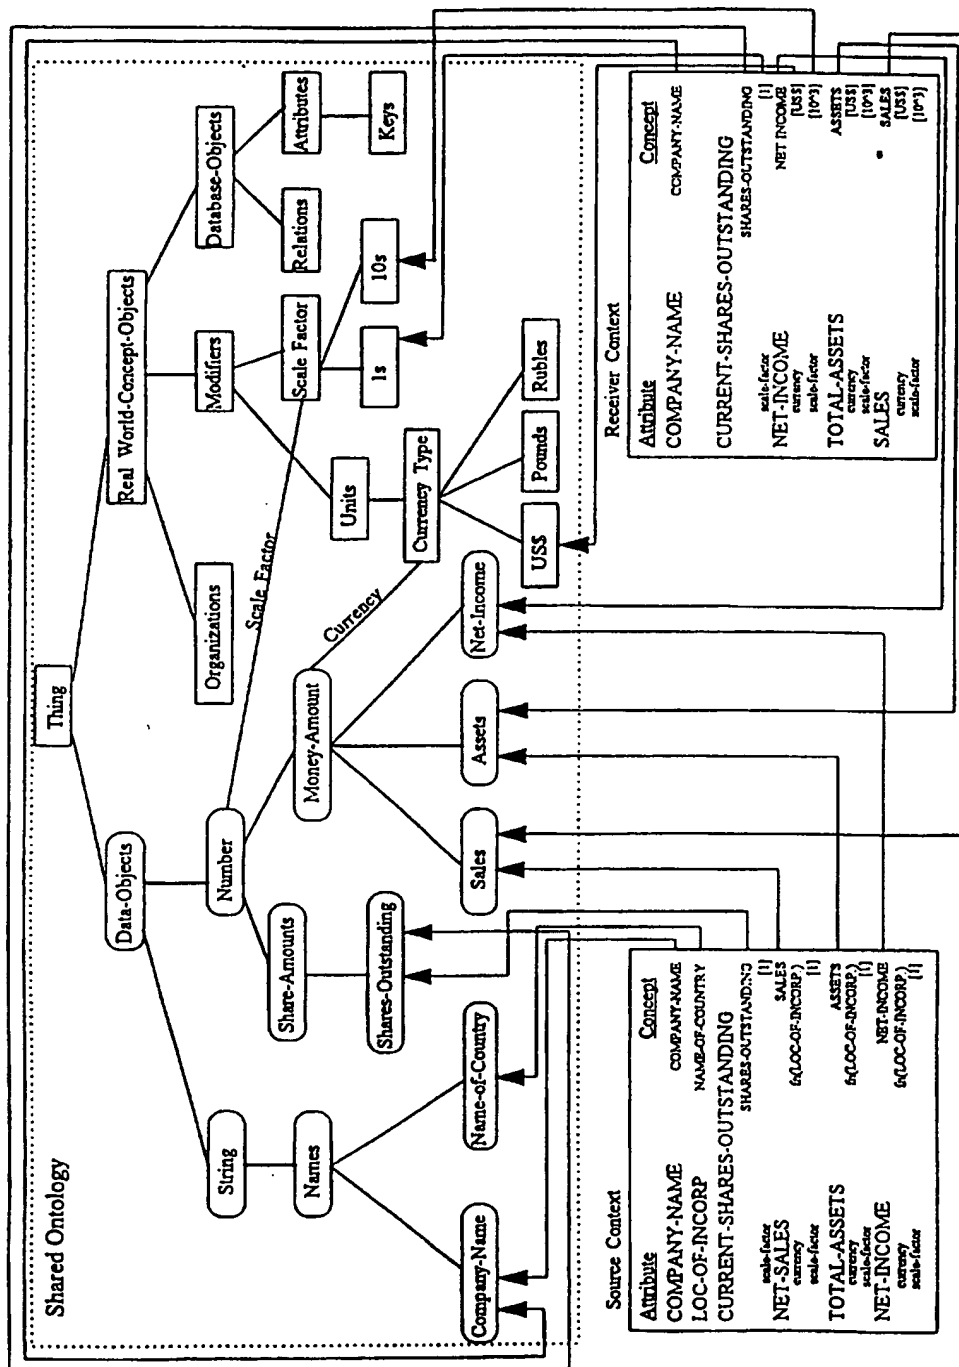 Shared Ontology
Thing
Data-Objects
Real World-Concept-Objects
String
Number
Organizations
Modifiers
Database-Objects
Scale Factor
Names
Share-Amounts
Money-Amount
Units
Scale Factor
Relations
Attributes
Currency
Shares-Outstanding
Currency Type
1s
10s
Keys
Company-Name
Name-of-Country
Sales
Assets
Net-Income
US$
Pounds
Rubles
Source Context
Attribute Concept
COMPANY-NAME COMPANY-NAME
LOC-OF-INCORP NAME-OF-COUNTRY
CURRENT-SHARES-OUTSTANDING
SHARES-OUTSTANDING
scale-factor [1]
NET-SALES SALES
currency fx(LOC-OF-INCORP.)
scale-factor [1]
TOTAL-ASSETS ASSETS
currency fx(LOC-OF-INCORP.)
scale-factor [1]
NET-INCOME NET-INCOME
currency fx(LOC-OF-INCORP.)
scale-factor [1]
Receiver Context
Attribute Concept
COMPANY-NAME COMPANY-NAME
CURRENT-SHARES-OUTSTANDING
SHARES-OUTSTANDING
scale-factor [1]
NET-INCOME NET INCOME
currency [US$]
scale-factor [10^3]
TOTAL-ASSETS ASSETS
currency [US$]
scale-factor [10^3]
SALES SALES
currency [US$]
scale-factor [10^3]